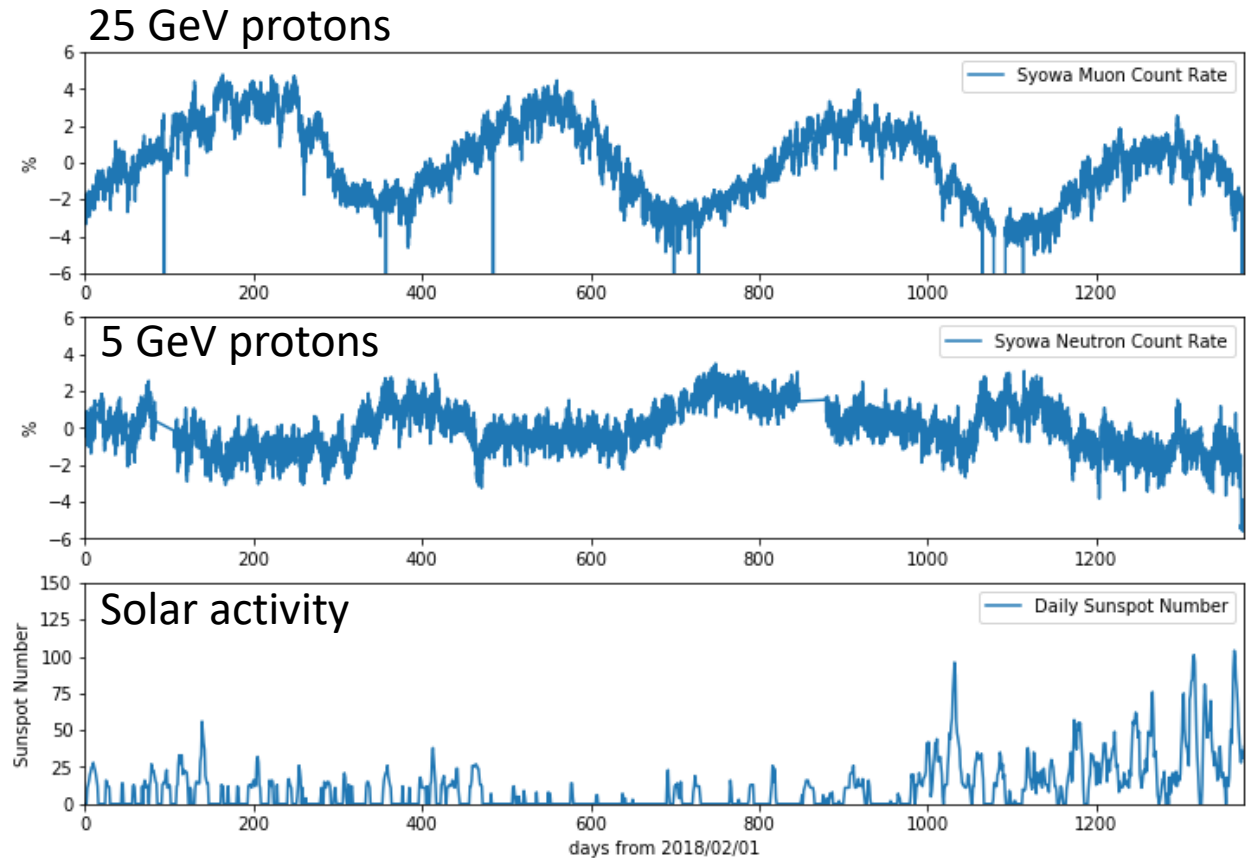 25 GeV protons
6
4
2
0
−2
−4
−6
%
Syowa Muon Count Rate
0 200 400 600 800 1000 1200
5 GeV protons
6
4
2
0
−2
−4
−6
%
Syowa Neutron Count Rate
0 200 400 600 800 1000 1200
Solar activity
150
125
100
75
50
25
0
Sunspot Number
Daily Sunspot Number
0 200 400 600 800 1000 1200
days from 2018/02/01